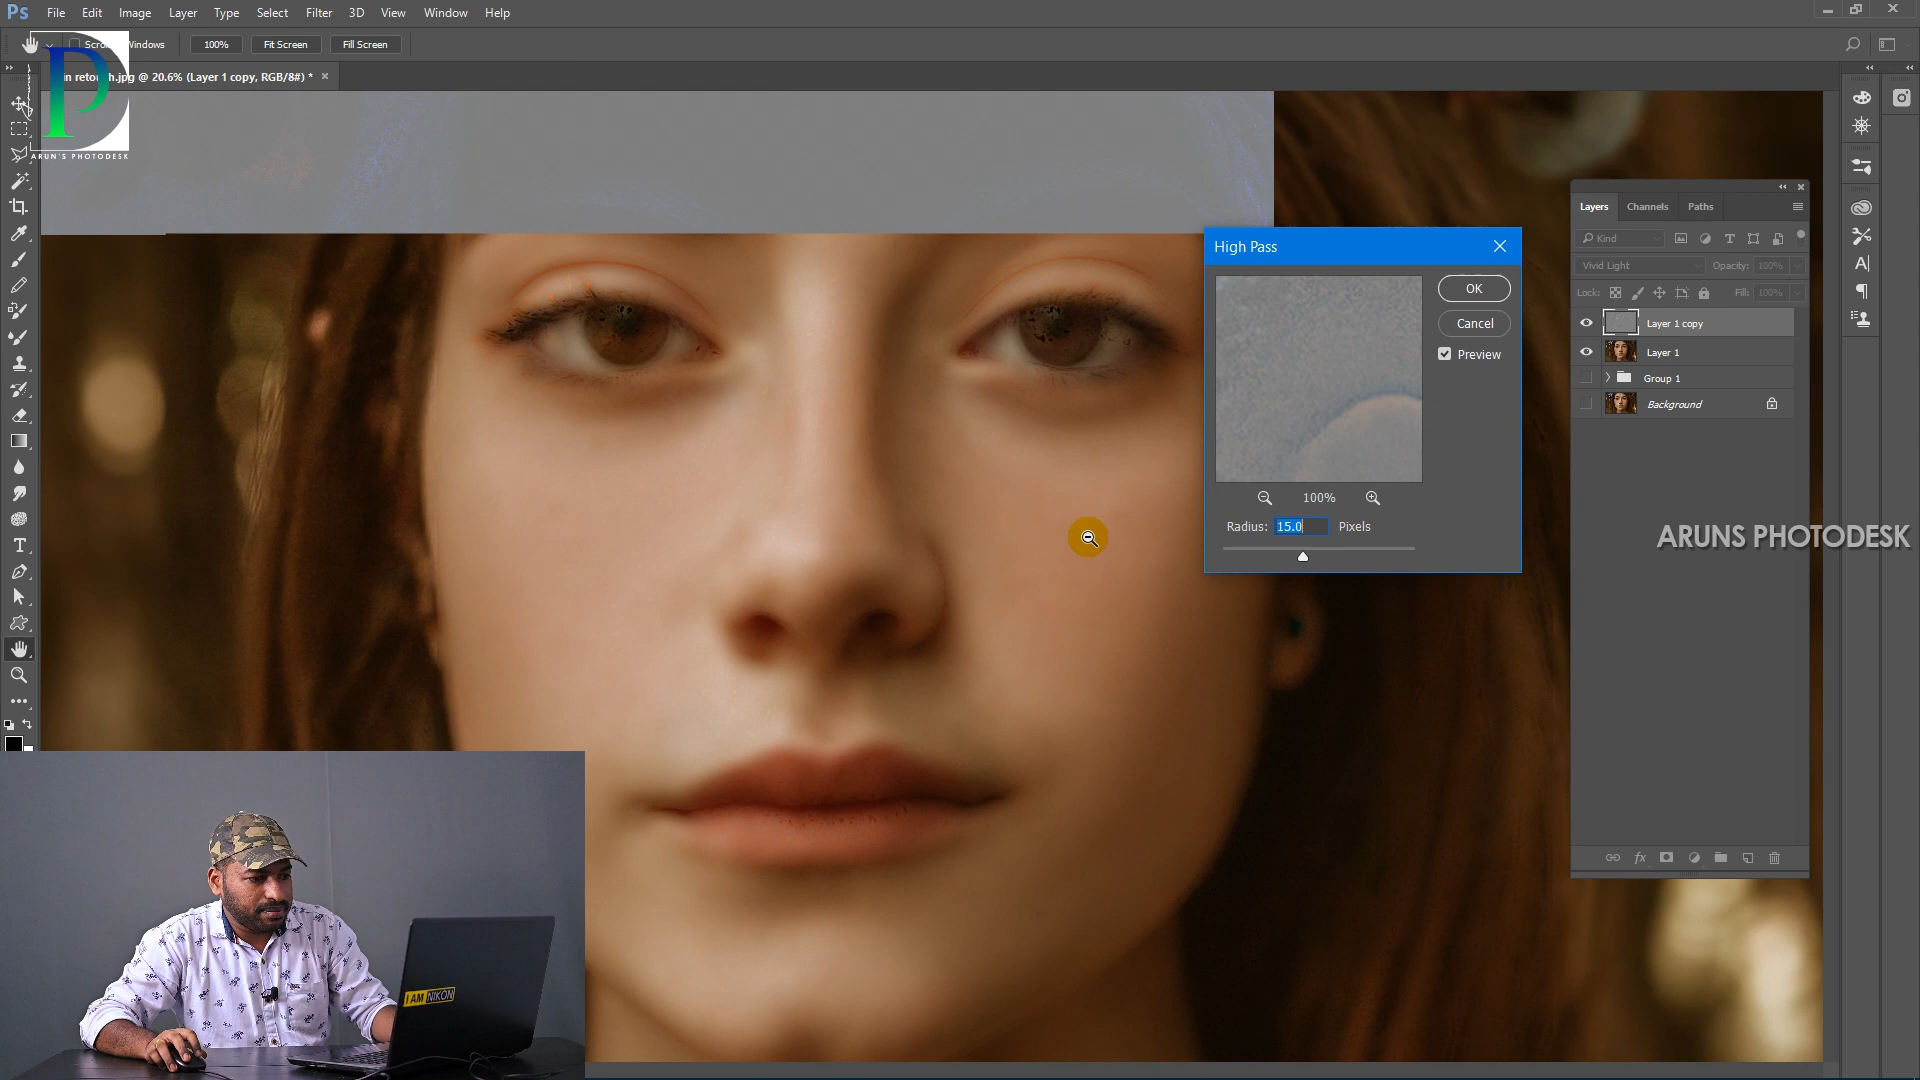 Ps File Edit Image Layer Type Select Filter 3D View Window Help
Windows 100% Fit Screen Fill Screen
in retouch.jpg @ 20.6% (Layer 1 copy, RGB/8#) *
P
ARUN'S PHOTODESK
High Pass
OK
Cancel
Preview
100%
Radius: 15.0 Pixels
Layers Channels Paths
Kind
Vivid Light Opacity: 100%
Lock: Fill: 100%
Layer 1 copy
Layer 1
Group 1
Background
fx
ARUNS PHOTODESK
I AM NIKON